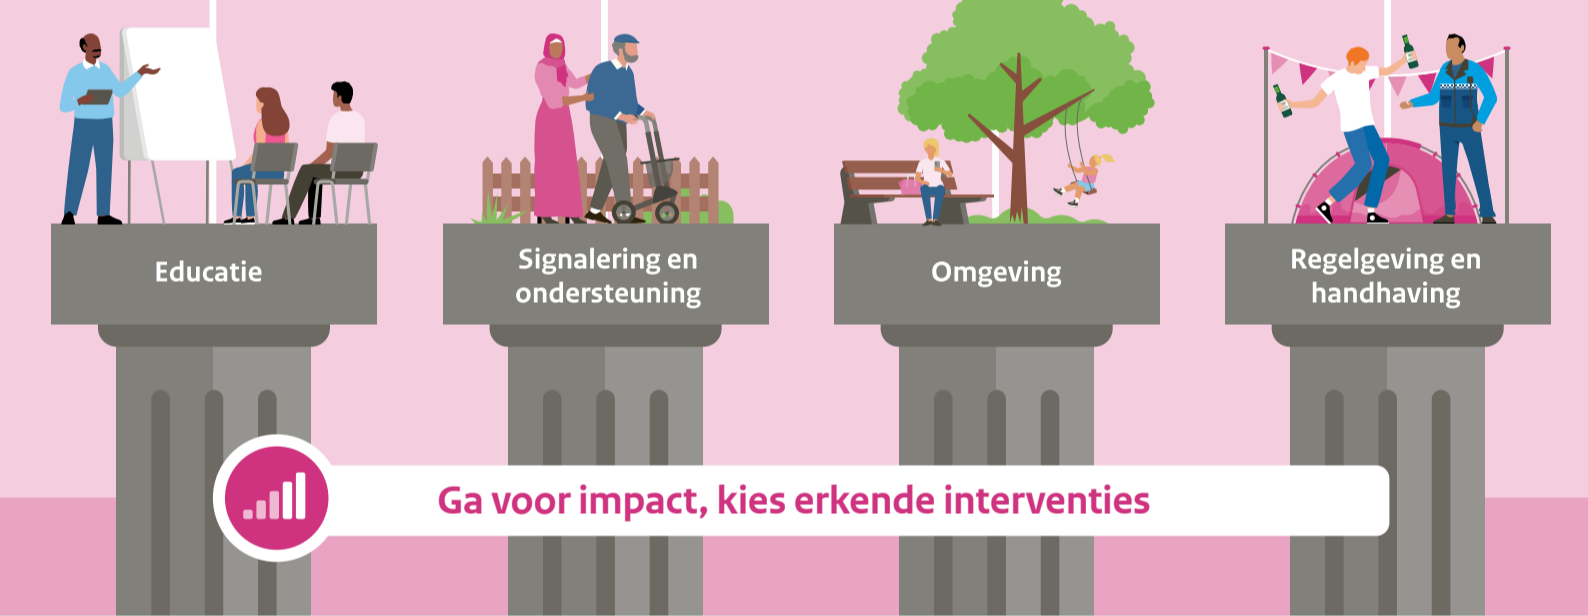 Educatie
Signalering en
ondersteuning
Omgeving
Regelgeving en
handhaving
Ga voor impact, kies erkende interventies